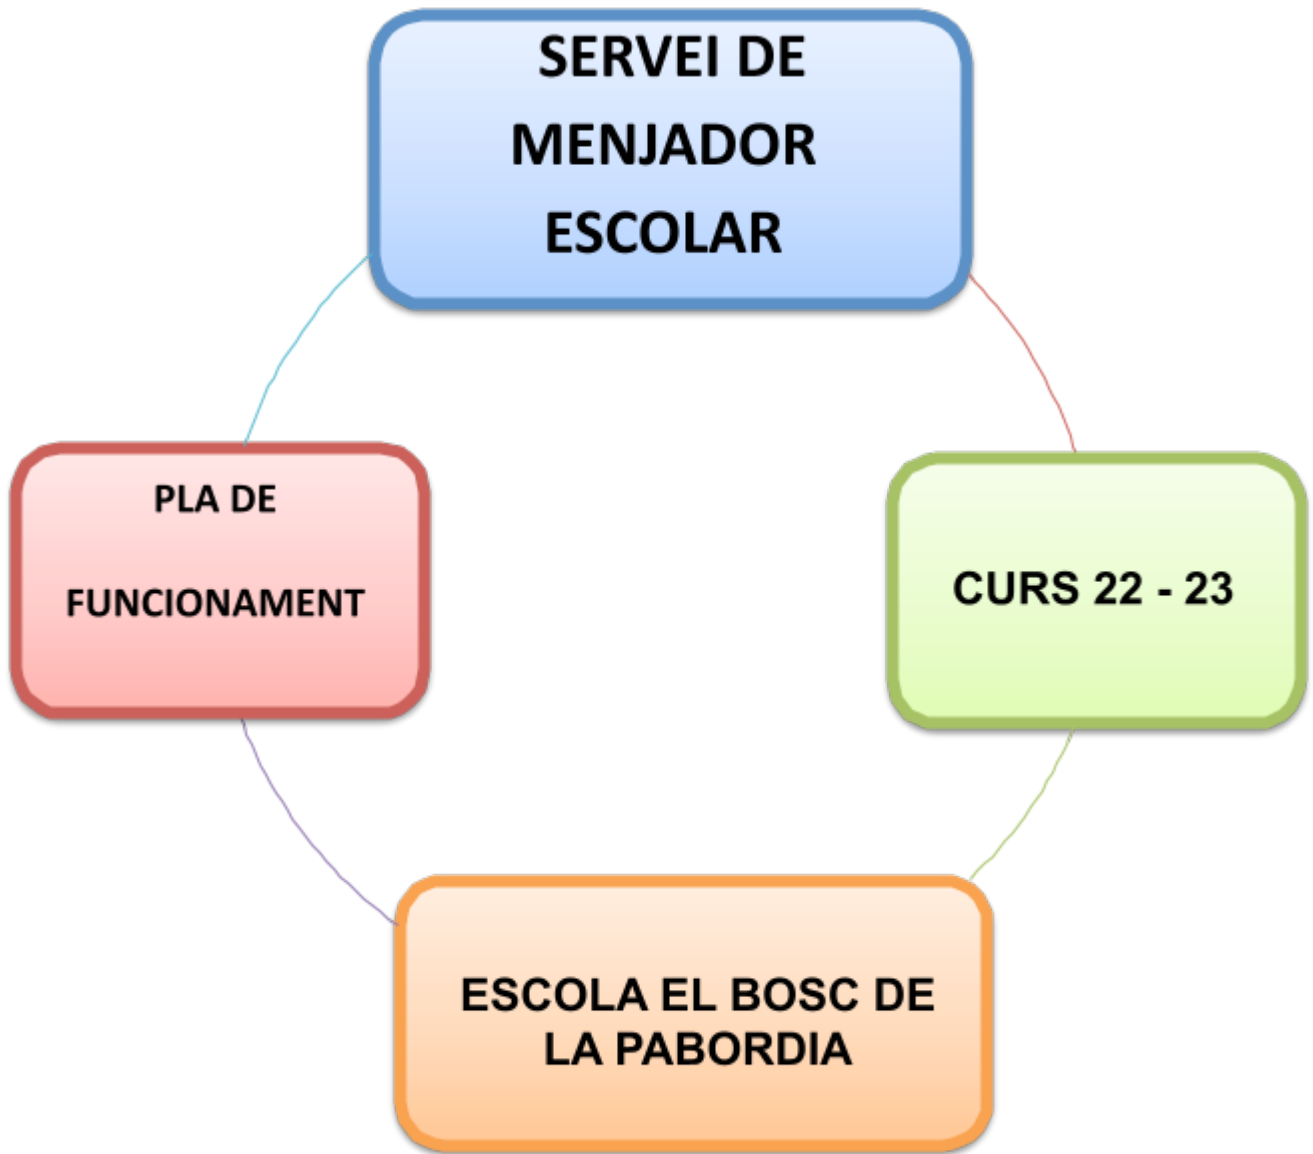 SERVEI DE
MENJADOR
ESCOLAR
PLA DE
FUNCIONAMENT
CURS 22 - 23
ESCOLA EL BOSC DE
LA PABORDIA